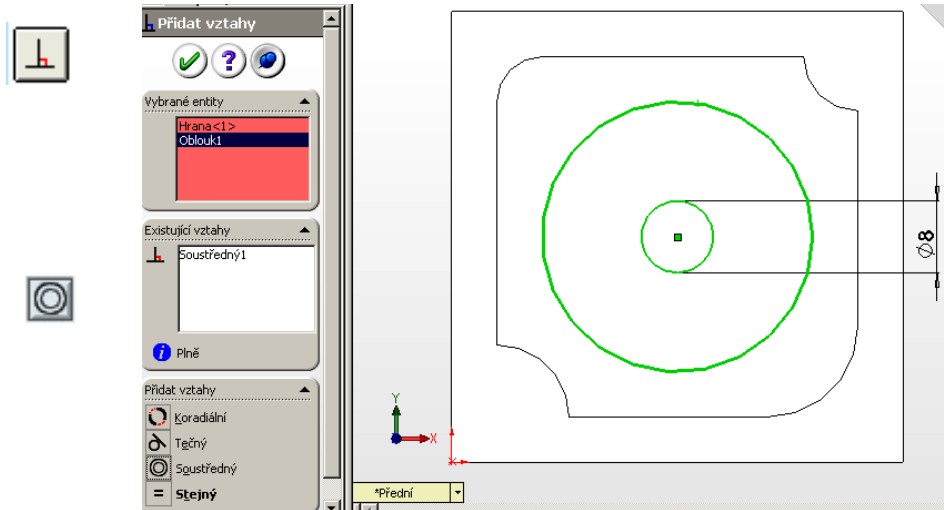 Přidat vztahy
?
Vybrané entity
Hrana<1>
Oblouk1
Existující vztahy
Soustředný1
i Plně
Přidat vztahy
Koradiální
Tečný
Soustředný
= Stejný
Y
X
*Přední
Ø8